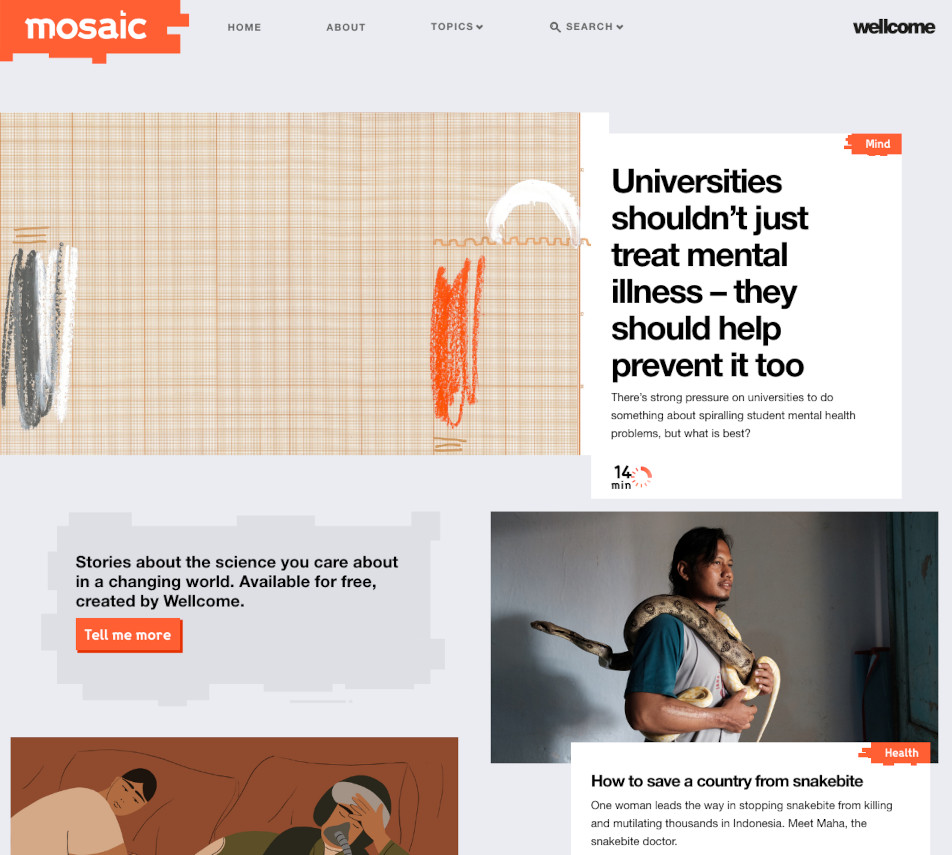 mosaic
HOME
ABOUT
TOPICS
SEARCH
wellcome
Mind
Universities
shouldn’t just
treat mental
illness – they
should help
prevent it too
There’s strong pressure on universities to do
something about spiralling student mental health
problems, but what is best?
14
min
Stories about the science you care about
in a changing world. Available for free,
created by Wellcome.
Tell me more
Health
How to save a country from snakebite
One woman leads the way in stopping snakebite from killing
and mutilating thousands in Indonesia. Meet Maha, the
snakebite doctor.